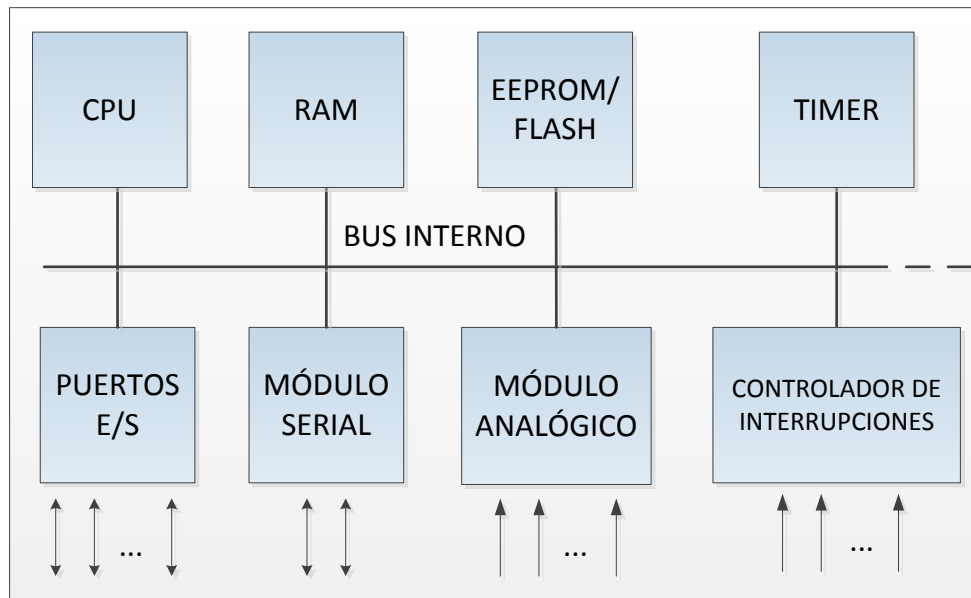 CPU
RAM
EEPROM/
FLASH
TIMER
BUS INTERNO
PUERTOS
E/S
MÓDULO
SERIAL
MÓDULO
ANALÓGICO
CONTROLADOR DE
INTERRUPCIONES
...
...
...